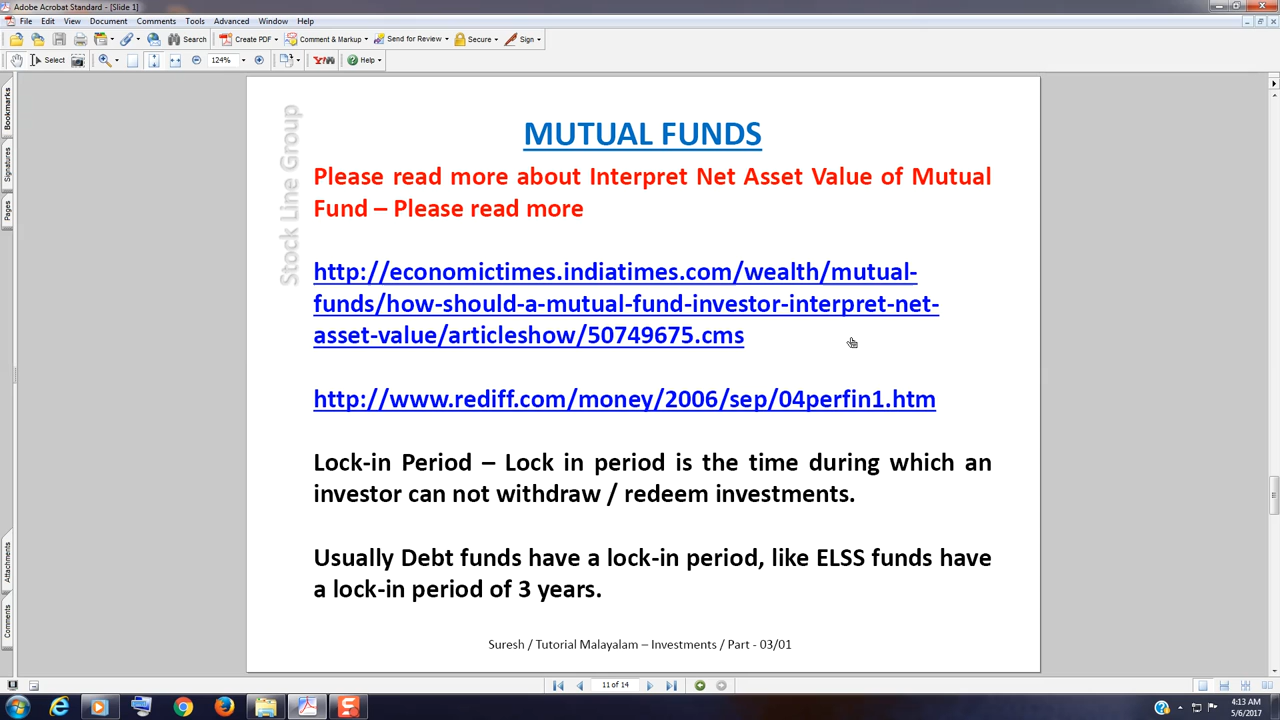 Adobe Acrobat Standard - [Slide 1]
File Edit View Document Comments Tools Advanced Window Help
Search Create PDF Comment & Markup Send for Review Secure Sign
Select 124% Y! Help
Bookmarks
Signatures
Pages
Attachments
Comments
Stock Line Group
MUTUAL FUNDS
Please read more about Interpret Net Asset Value of Mutual
Fund – Please read more
http://economictimes.indiatimes.com/wealth/mutual-
funds/how-should-a-mutual-fund-investor-interpret-net-
asset-value/articleshow/50749675.cms
http://www.rediff.com/money/2006/sep/04perfin1.htm
Lock-in Period – Lock in period is the time during which an
investor can not withdraw / redeem investments.
Usually Debt funds have a lock-in period, like ELSS funds have
a lock-in period of 3 years.
Suresh / Tutorial Malayalam – Investments / Part - 03/01
11 of 14
4:13 AM
5/6/2017